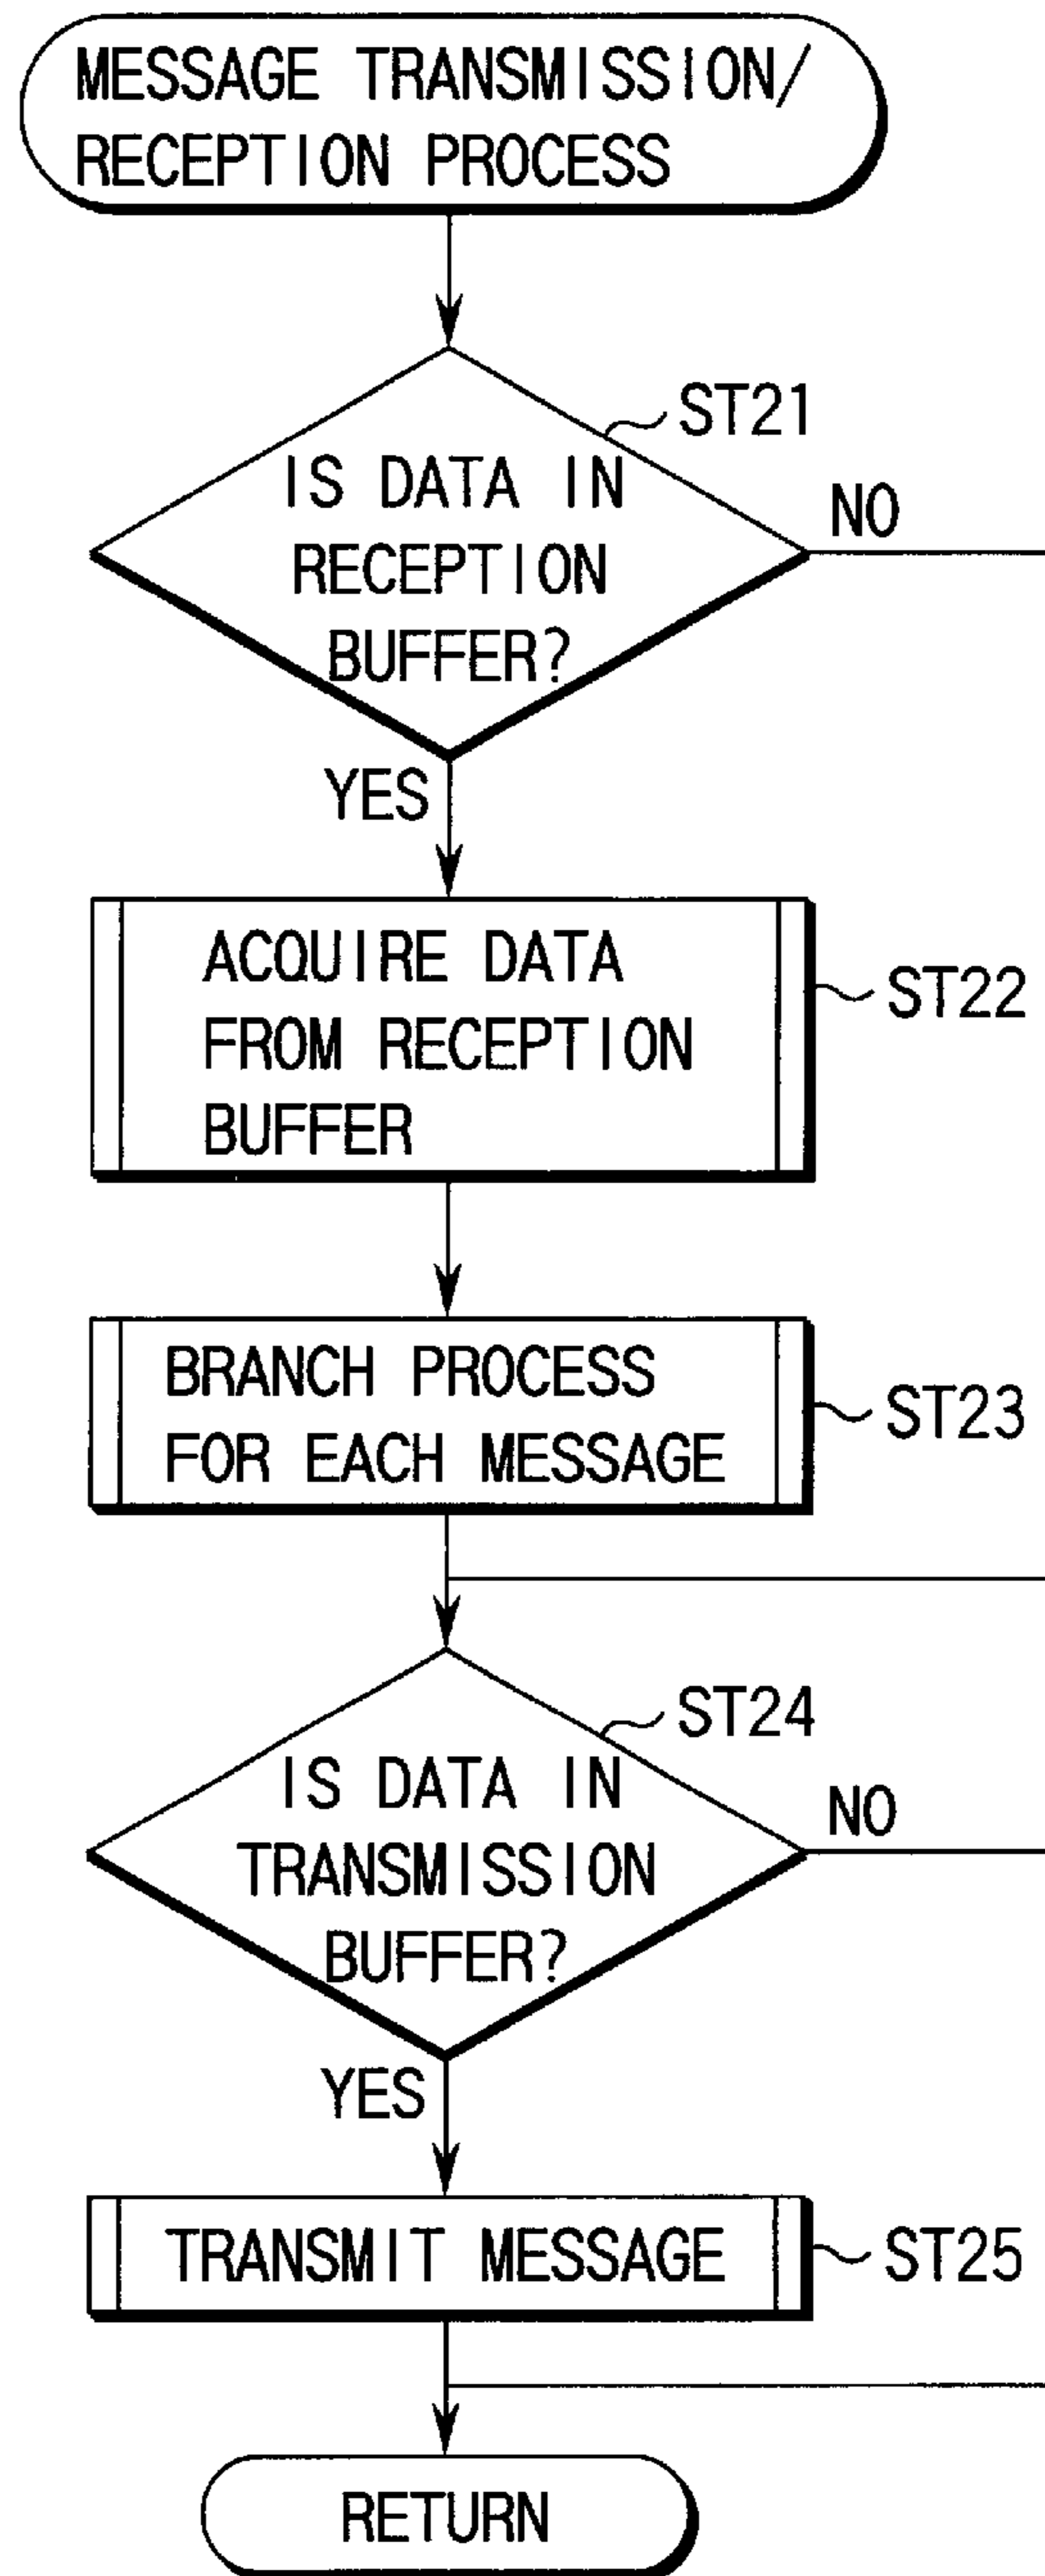 MESSAGE TRANSMISSION/
RECEPTION PROCESS
ST21
IS DATA IN
RECEPTION
BUFFER?
NO
YES
ACQUIRE DATA
FROM RECEPTION
BUFFER
ST22
BRANCH PROCESS
FOR EACH MESSAGE
ST23
ST24
IS DATA IN
TRANSMISSION
BUFFER?
NO
YES
TRANSMIT MESSAGE
ST25
RETURN